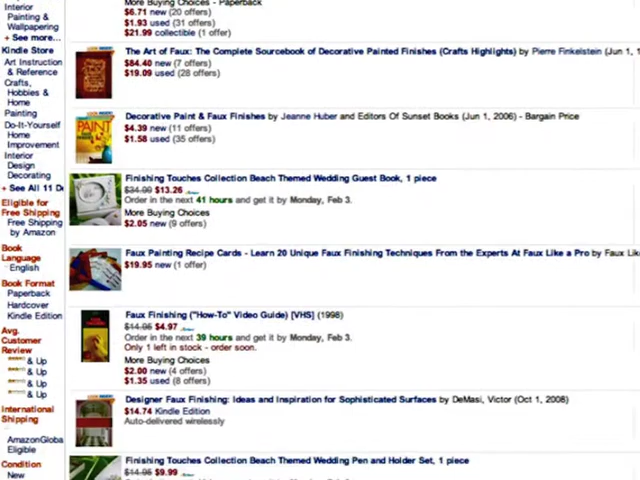 Interior
Painting &
Wallpapering
+ See more...
Kindle Store
Art Instruction
& Reference
Crafts,
Hobbies &
Home
Painting
Do-It-Yourself
Home
Improvement
Interior
Design
Decorating
+ See All 11 De
Eligible for
Free Shipping
Free Shipping
by Amazon
Book
Language
English
Book Format
Paperback
Hardcover
Kindle Edition
Avg.
Customer
Review
& Up
& Up
& Up
& Up
International
Shipping
AmazonGloba
Eligible
Condition
New
More Buying Choices - Paperback
$6.71 new (20 offers)
$1.93 used (31 offers)
$21.99 collectible (1 offer)
The Art of Faux: The Complete Sourcebook of Decorative Painted Finishes (Crafts Highlights) by Pierre Finkelstein (Jun 1, 1
$84.40 new (7 offers)
$19.09 used (28 offers)
Decorative Paint & Faux Finishes by Jeanne Huber and Editors Of Sunset Books (Jun 1, 2006) - Bargain Price
$4.39 new (11 offers)
$1.58 used (35 offers)
PAINT
Finishing Touches Collection Beach Themed Wedding Guest Book, 1 piece
$34.99 $13.26
Order in the next 41 hours and get it by Monday, Feb 3.
More Buying Choices
$2.05 new (9 offers)
Faux Painting Recipe Cards - Learn 20 Unique Faux Finishing Techniques From the Experts At Faux Like a Pro by Faux Lik
$19.95 new (1 offer)
Faux Finishing ("How-To" Video Guide) [VHS] (1998)
$14.95 $4.97
Order in the next 39 hours and get it by Monday, Feb 3.
Only 1 left in stock - order soon.
More Buying Choices
$2.00 new (4 offers)
$1.35 used (8 offers)
Designer Faux Finishing: Ideas and Inspiration for Sophisticated Surfaces by DeMasi, Victor (Oct 1, 2008)
$14.74 Kindle Edition
Auto-delivered wirelessly
Finishing Touches Collection Beach Themed Wedding Pen and Holder Set, 1 piece
$14.95 $9.99